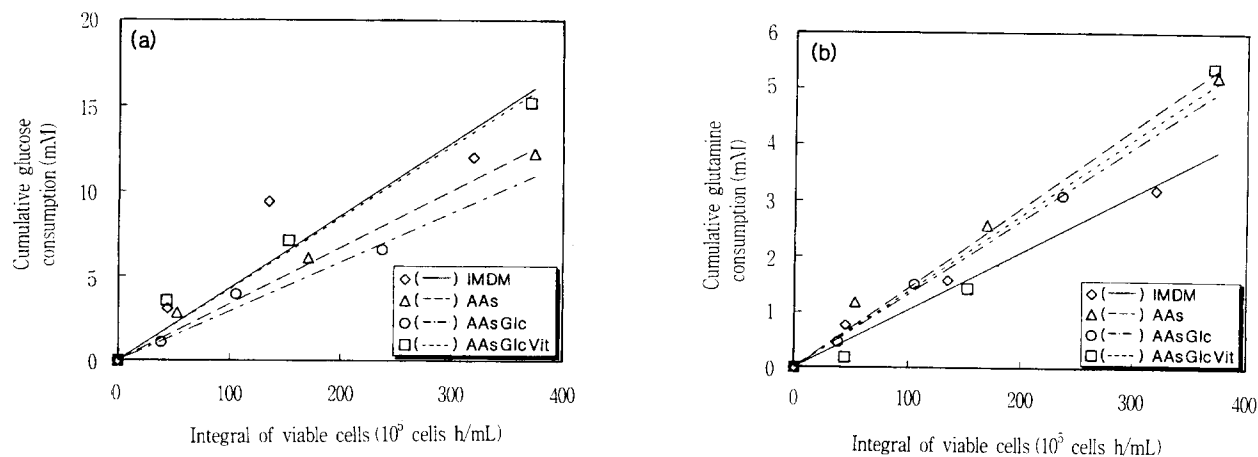 (a)
20
15
10
5
0
Cumulative glucose
consumption (mM)
◇(——) IMDM
△(– – –) AAs
○(–·–·–) AAsGlc
□(-----) AAsGlcVit
0 100 200 300 400
Integral of viable cells (10⁵ cells h/mL)
(b)
6
5
4
3
2
1
0
Cumulative glutamine
consumption (mM)
◇(——) IMDM
△(– – –) AAs
○(–·–·–) AAsGlc
□(-----) AAsGlcVit
0 100 200 300 400
Integral of viable cells (10⁵ cells h/mL)